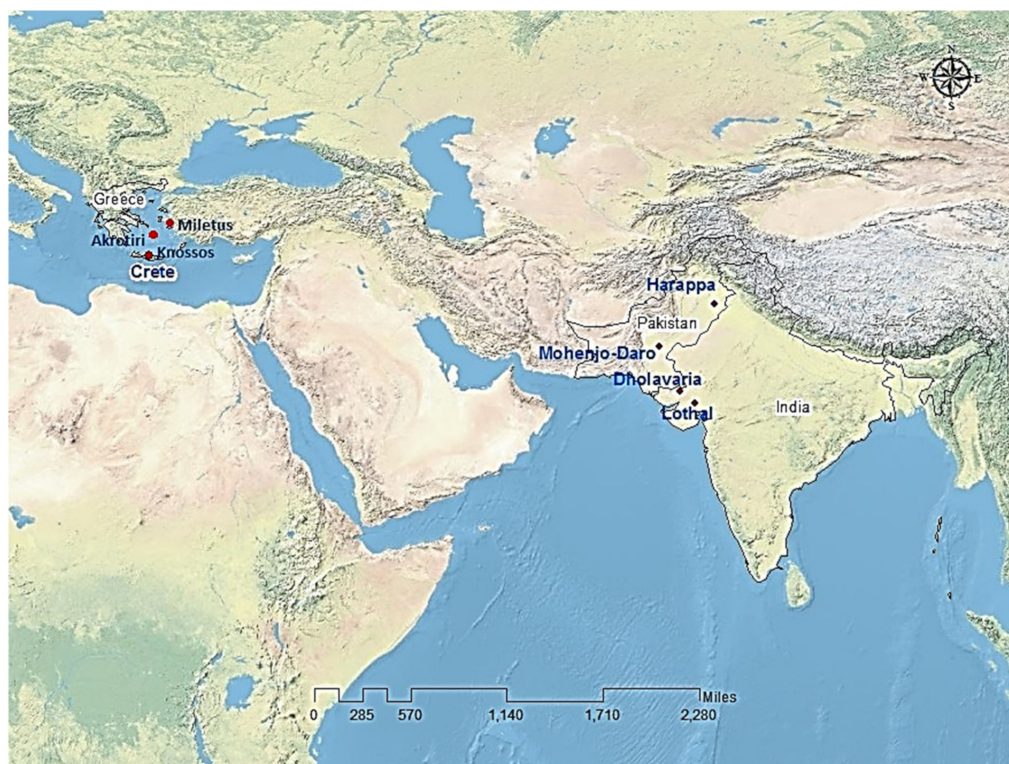 N
W E
S
Greece
Miletus
Akrotiri
Knossos
Crete
Harappa
Pakistan
Mohenjo-Daro
Dholavaria
Lothal
India
Miles
0 285 570 1,140 1,710 2,280